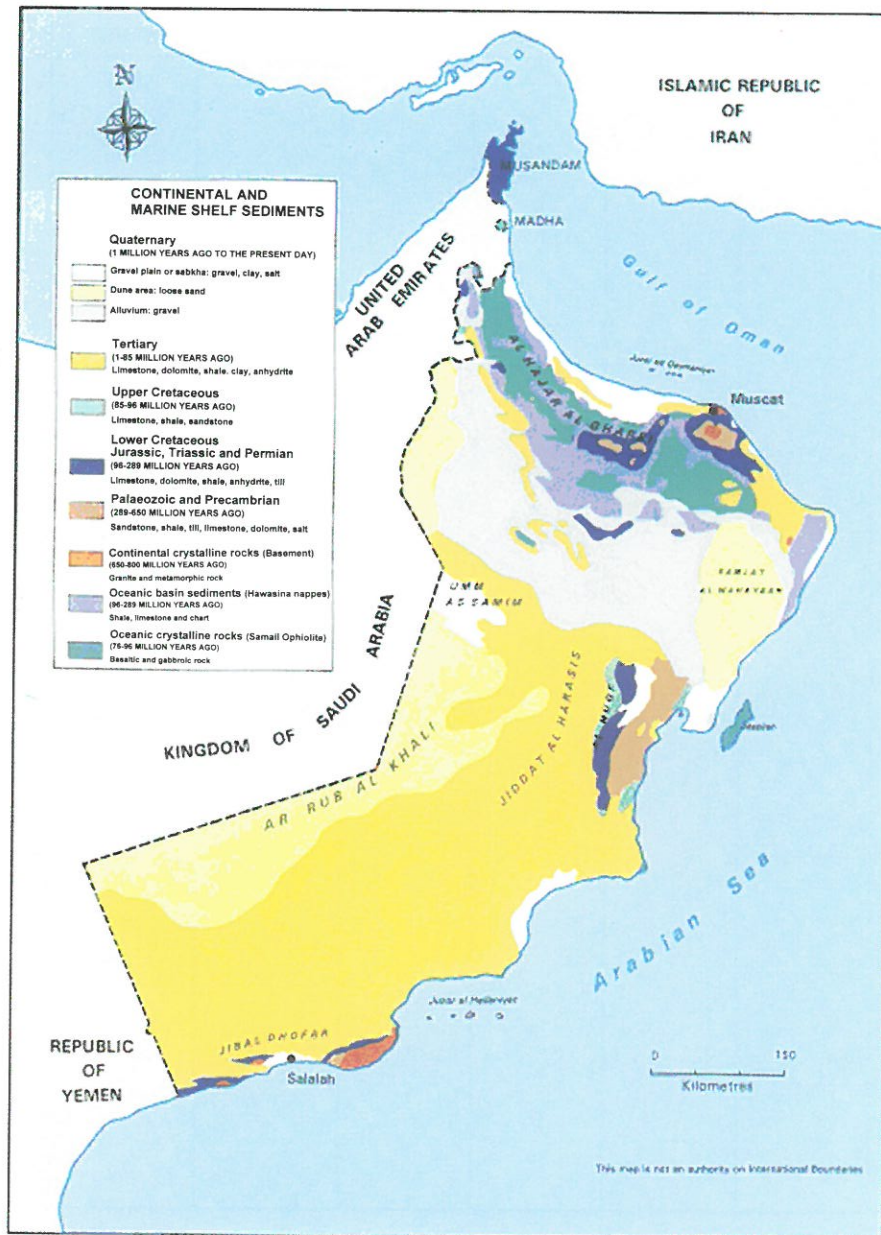 N
ISLAMIC REPUBLIC
OF
IRAN
MUSANDAM
MADHA
CONTINENTAL AND
MARINE SHELF SEDIMENTS
Quaternary
(1 MILLION YEARS AGO TO THE PRESENT DAY)
Gravel plain or sabkha: gravel, clay, salt
Dune area: loose sand
Alluvium: gravel
Tertiary
(1-85 MIILLION YEARS AGO)
Limestone, dolomite, shale. clay, anhydrite
Upper Cretaceous
(85-96 MILLION YEARS AGO)
Limestone, shale, sandstone
Lower Cretaceous
Jurassic, Triassic and Permian
(96-289 MILLION YEARS AGO)
Limestone, dolomite, shale, anhydrite, till
Palaeozoic and Precambrian
(289-650 MILLION YEARS AGO)
Sandstone, shale, till, limestone, dolomite, salt
Continental crystalline rocks (Basement)
(650-800 MILLION YEARS AGO)
Granite and metamorphic rock
Oceanic basin sediments (Hawasina nappes)
(96-289 MILLION YEARS AGO)
Shale, limestone and chart
Oceanic crystalline rocks (Samail Ophiolite)
(76-96 MILLION YEARS AGO)
Basaltic and gabbroic rock
UNITED
ARAB EMIRATES
Gulf of Oman
AL HAJAR AL GHARBI
Muscat
RAMLAT
AL WAHAYBAH
UMM
AS SAMIM
KINGDOM OF SAUDI ARABIA
AR RUB AL KHALI
JIDDAT AL HARASIS
AL HUQF
Arabian Sea
JIBAL DHOFAR
Salalah
REPUBLIC
OF
YEMEN
0 150
Kilometres
This map is not an authority on International Boundaries